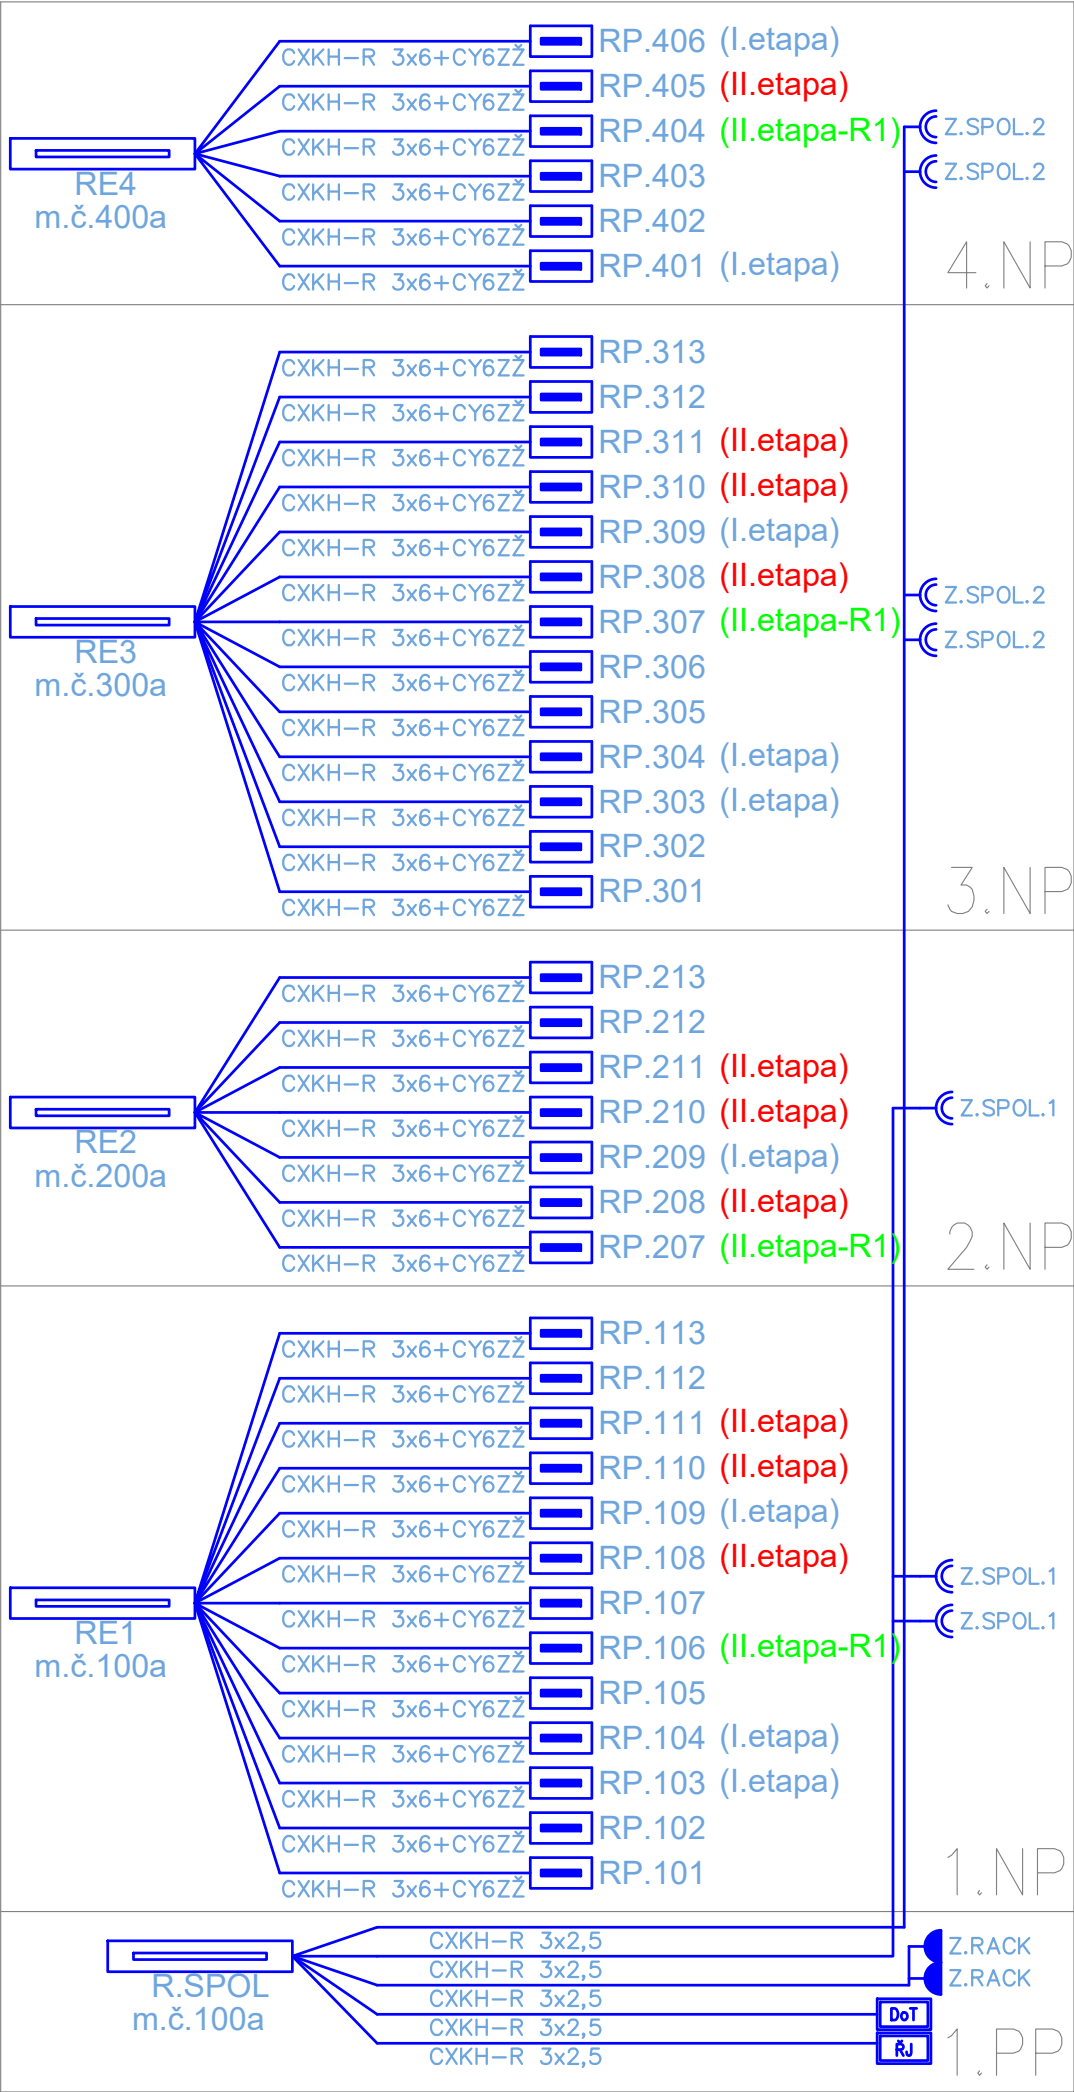 RP.406 (I.etapa)
CXKH-R 3x6+CY6ZŽ
RP.405 (II.etapa)
CXKH-R 3x6+CY6ZŽ
RP.404 (II.etapa-R1)
Z.SPOL.2
CXKH-R 3x6+CY6ZŽ
RP.403
Z.SPOL.2
RE4
CXKH-R 3x6+CY6ZŽ
m.č.400a
RP.402
CXKH-R 3x6+CY6ZŽ
RP.401 (I.etapa)
4.NP
CXKH-R 3x6+CY6ZŽ
RP.313
CXKH-R 3x6+CY6ZŽ
RP.312
CXKH-R 3x6+CY6ZŽ
RP.311 (II.etapa)
CXKH-R 3x6+CY6ZŽ
RP.310 (II.etapa)
CXKH-R 3x6+CY6ZŽ
RP.309 (I.etapa)
CXKH-R 3x6+CY6ZŽ
RP.308 (II.etapa)
Z.SPOL.2
CXKH-R 3x6+CY6ZŽ
RP.307 (II.etapa-R1)
Z.SPOL.2
CXKH-R 3x6+CY6ZŽ
RE3
m.č.300a
RP.306
CXKH-R 3x6+CY6ZŽ
RP.305
CXKH-R 3x6+CY6ZŽ
RP.304 (I.etapa)
CXKH-R 3x6+CY6ZŽ
RP.303 (I.etapa)
CXKH-R 3x6+CY6ZŽ
RP.302
CXKH-R 3x6+CY6ZŽ
RP.301
3.NP
CXKH-R 3x6+CY6ZŽ
RP.213
CXKH-R 3x6+CY6ZŽ
RP.212
CXKH-R 3x6+CY6ZŽ
RP.211 (II.etapa)
CXKH-R 3x6+CY6ZŽ
RP.210 (II.etapa)
Z.SPOL.1
CXKH-R 3x6+CY6ZŽ
RE2
m.č.200a
RP.209 (I.etapa)
CXKH-R 3x6+CY6ZŽ
RP.208 (II.etapa)
CXKH-R 3x6+CY6ZŽ
RP.207 (II.etapa-R1)
2.NP
CXKH-R 3x6+CY6ZŽ
RP.113
CXKH-R 3x6+CY6ZŽ
RP.112
CXKH-R 3x6+CY6ZŽ
RP.111 (II.etapa)
CXKH-R 3x6+CY6ZŽ
RP.110 (II.etapa)
CXKH-R 3x6+CY6ZŽ
RP.109 (I.etapa)
CXKH-R 3x6+CY6ZŽ
RP.108 (II.etapa)
Z.SPOL.1
CXKH-R 3x6+CY6ZŽ
RP.107
Z.SPOL.1
CXKH-R 3x6+CY6ZŽ
RE1
m.č.100a
RP.106 (II.etapa-R1)
CXKH-R 3x6+CY6ZŽ
RP.105
CXKH-R 3x6+CY6ZŽ
RP.104 (I.etapa)
CXKH-R 3x6+CY6ZŽ
RP.103 (I.etapa)
CXKH-R 3x6+CY6ZŽ
RP.102
CXKH-R 3x6+CY6ZŽ
RP.101
1.NP
CXKH-R 3x6+CY6ZŽ
CXKH-R 3x2,5
Z.RACK
CXKH-R 3x2,5
Z.RACK
R.SPOL
m.č.100a
CXKH-R 3x2,5
DoT
CXKH-R 3x2,5
ŘJ
CXKH-R 3x2,5
1.PP